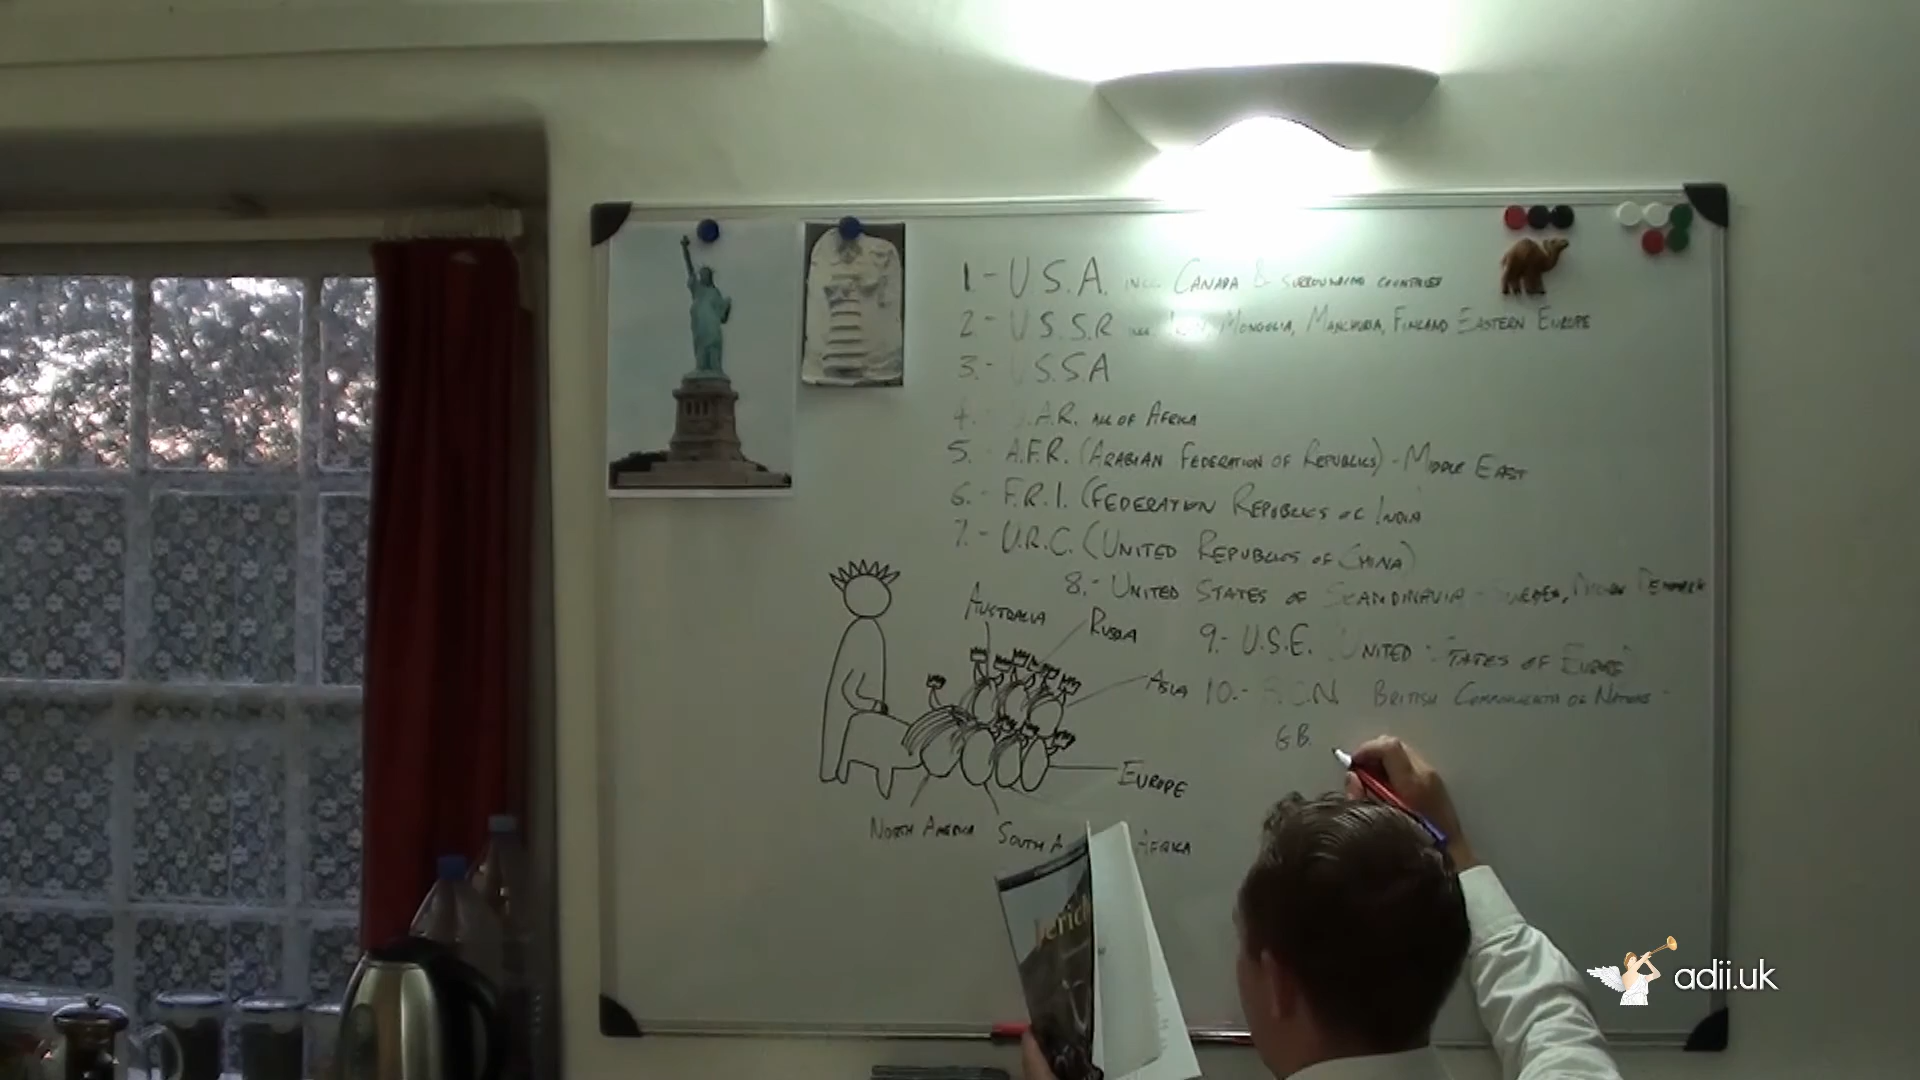 1 - U.S.A. incl. Canada & surrounding countries
2 - U.S.S.R Mongolia, Manchuria, Finland Eastern Europe
3. - U.S.S.A
4. .A.R. all of Africa
5. - A.F.R. (Arabian Federation of Republics) - Middle East
6. - F.R.I. (Federation Republics of India
7. - U.R.C. (United Republics of China)
8. - United States of Scandinavia - Sweden, Denmark
9. - U.S.E. United States of Europe
10. - B.C.N. British Commonwealth of Nations -
G.B.
Australia
Russia
Asia
Europe
North America
South A
Africa
adii.uk